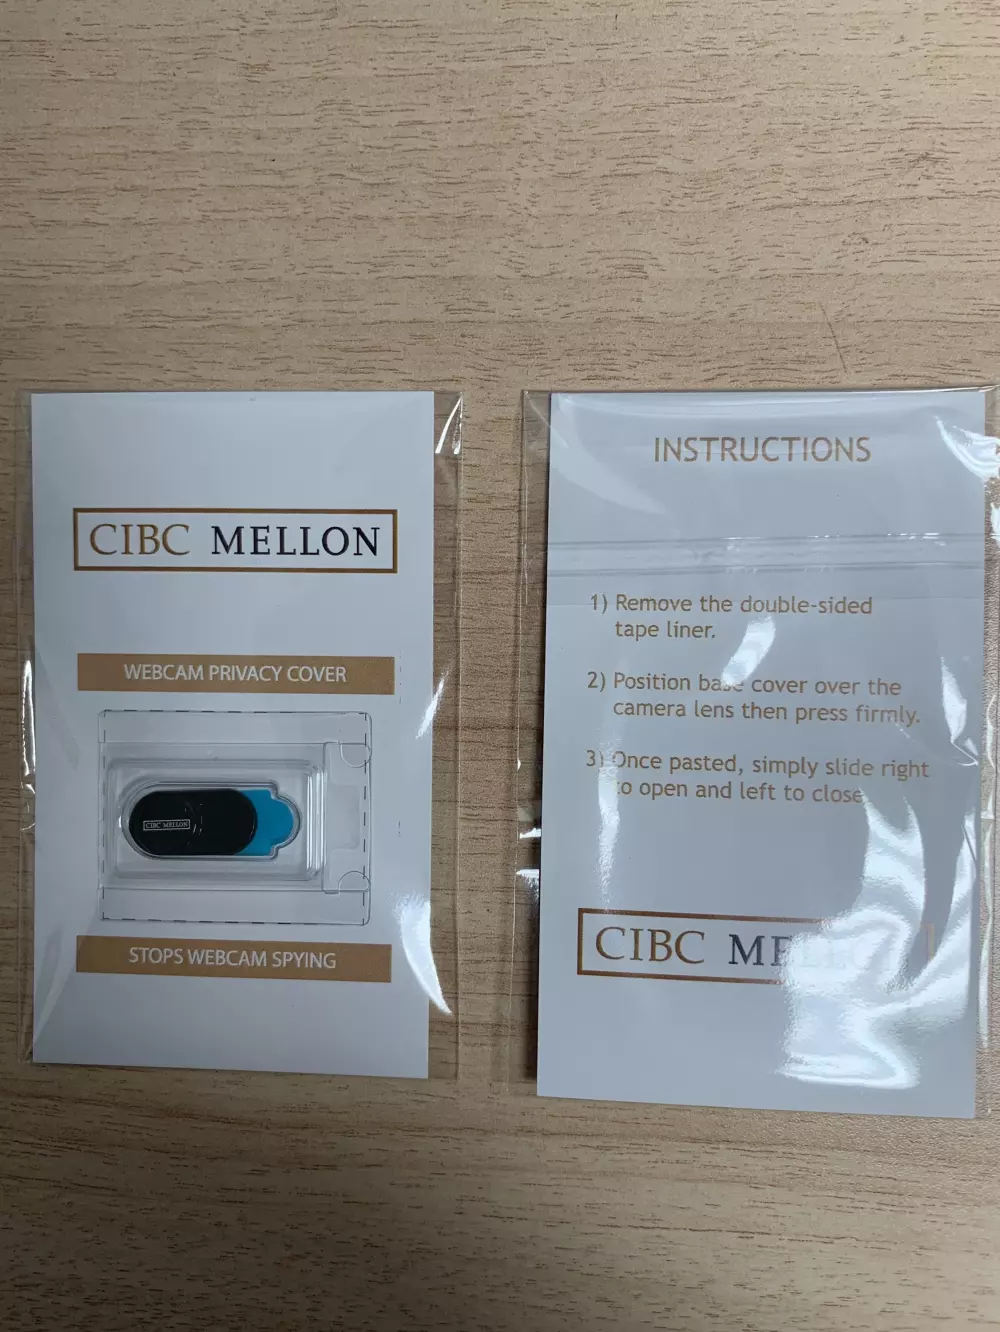 CIBC MELLON
WEBCAM PRIVACY COVER
CIBC MELLON
STOPS WEBCAM SPYING
INSTRUCTIONS
1) Remove the double-sided
tape liner.
2) Position base cover over the
camera lens then press firmly.
3) Once pasted, simply slide right
to open and left to close
CIBC